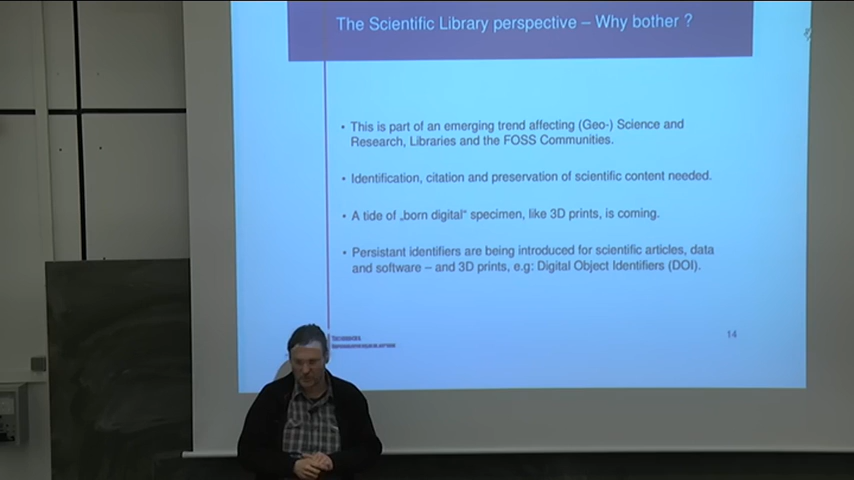 The Scientific Library perspective – Why bother ?
• This is part of an emerging trend affecting (Geo-) Science and
Research, Libraries and the FOSS Communities.
• Identification, citation and preservation of scientific content needed.
• A tide of „born digital“ specimen, like 3D prints, is coming.
• Persistant identifiers are being introduced for scientific articles, data
and software – and 3D prints, e.g: Digital Object Identifiers (DOI).
14